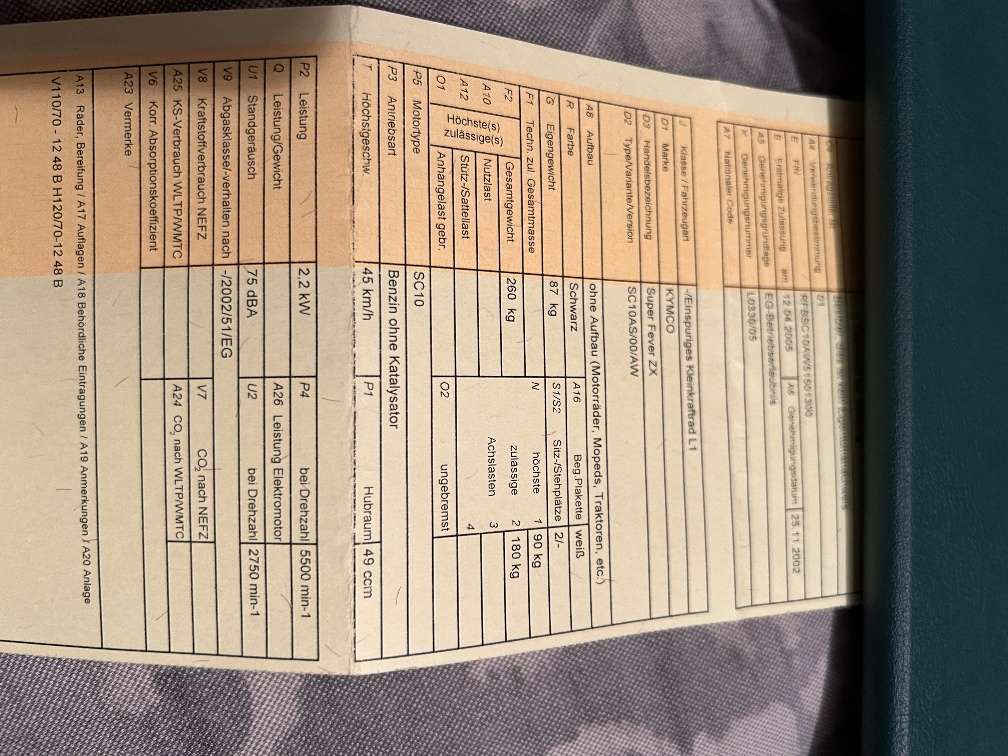 A4 Verwendungsbestimmung 01
E FIN
B Erstmalige Zulassung am 12.04.2005 A6 Genehmigungsdatum 25.11.2002
A5 Genehmigungsgrundlage EG-Betriebserlaubnis
K Genehmigungsnummer L0330/05
A7 Nationaler Code
J Klasse / Fahrzeugart -/Einspuriges Kleinkraftrad L1
D1 Marke KYMCO
D3 Handelsbezeichnung Super Fever ZX
D2 Type/Variante/Version SC10AS/00/AW
A8 Aufbau ohne Aufbau (Motorräder, Mopeds, Traktoren, etc.)
R Farbe Schwarz A16 Beg.Plakette weiß
G Eigengewicht 87 kg S1/S2 Sitz-/Stehplätze 2/-
F1 Techn. zul. Gesamtmasse N höchste 1 90 kg
F2 Höchste(s) zulässige(s) Gesamtgewicht 260 kg zulässige 2 180 kg
A10 Nutzlast Achslasten 3
A12 Stütz-/Sattellast 4
O1 Anhängelast gebr. O2 ungebremst
P5 Motortype SC10
P3 Antriebsart Benzin ohne Katalysator
T Höchstgeschw 45 km/h P1 Hubraum 49 ccm
P2 Leistung 2,2 kW P4 bei Drehzahl 5500 min-1
Q Leistung/Gewicht A26 Leistung Elektromotor
U1 Standgeräusch 75 dBA U2 bei Drehzahl 2750 min-1
V9 Abgasklasse/-verhalten nach -/2002/51/EG
V8 Kraftstoffverbreuch NEFZ V7 CO₂ nach NEFZ
A25 KS-Verbrauch WLTP/WMTC A24 CO₂ nach WLTP/WMTC
V6 Korr. Absorptionskoeffizient
A23 Vermerke
A13 Räder, Bereifung / A17 Auflagen / A18 Behördliche Eintragungen / A19 Anmerkungen / A20 Anlage
V110/70 - 12 48 B H120/70-12 48 B